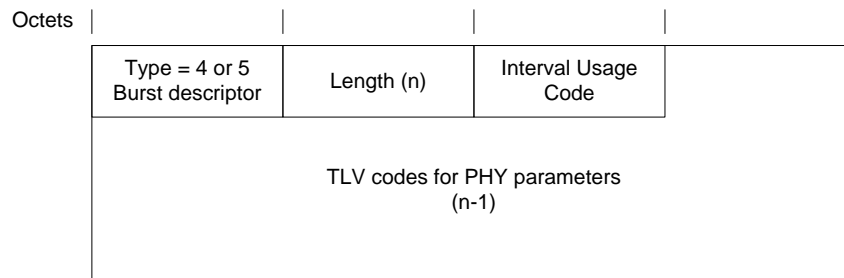 Octets
Type = 4 or 5
Burst descriptor
Length (n)
Interval Usage
Code
TLV codes for PHY parameters
(n-1)